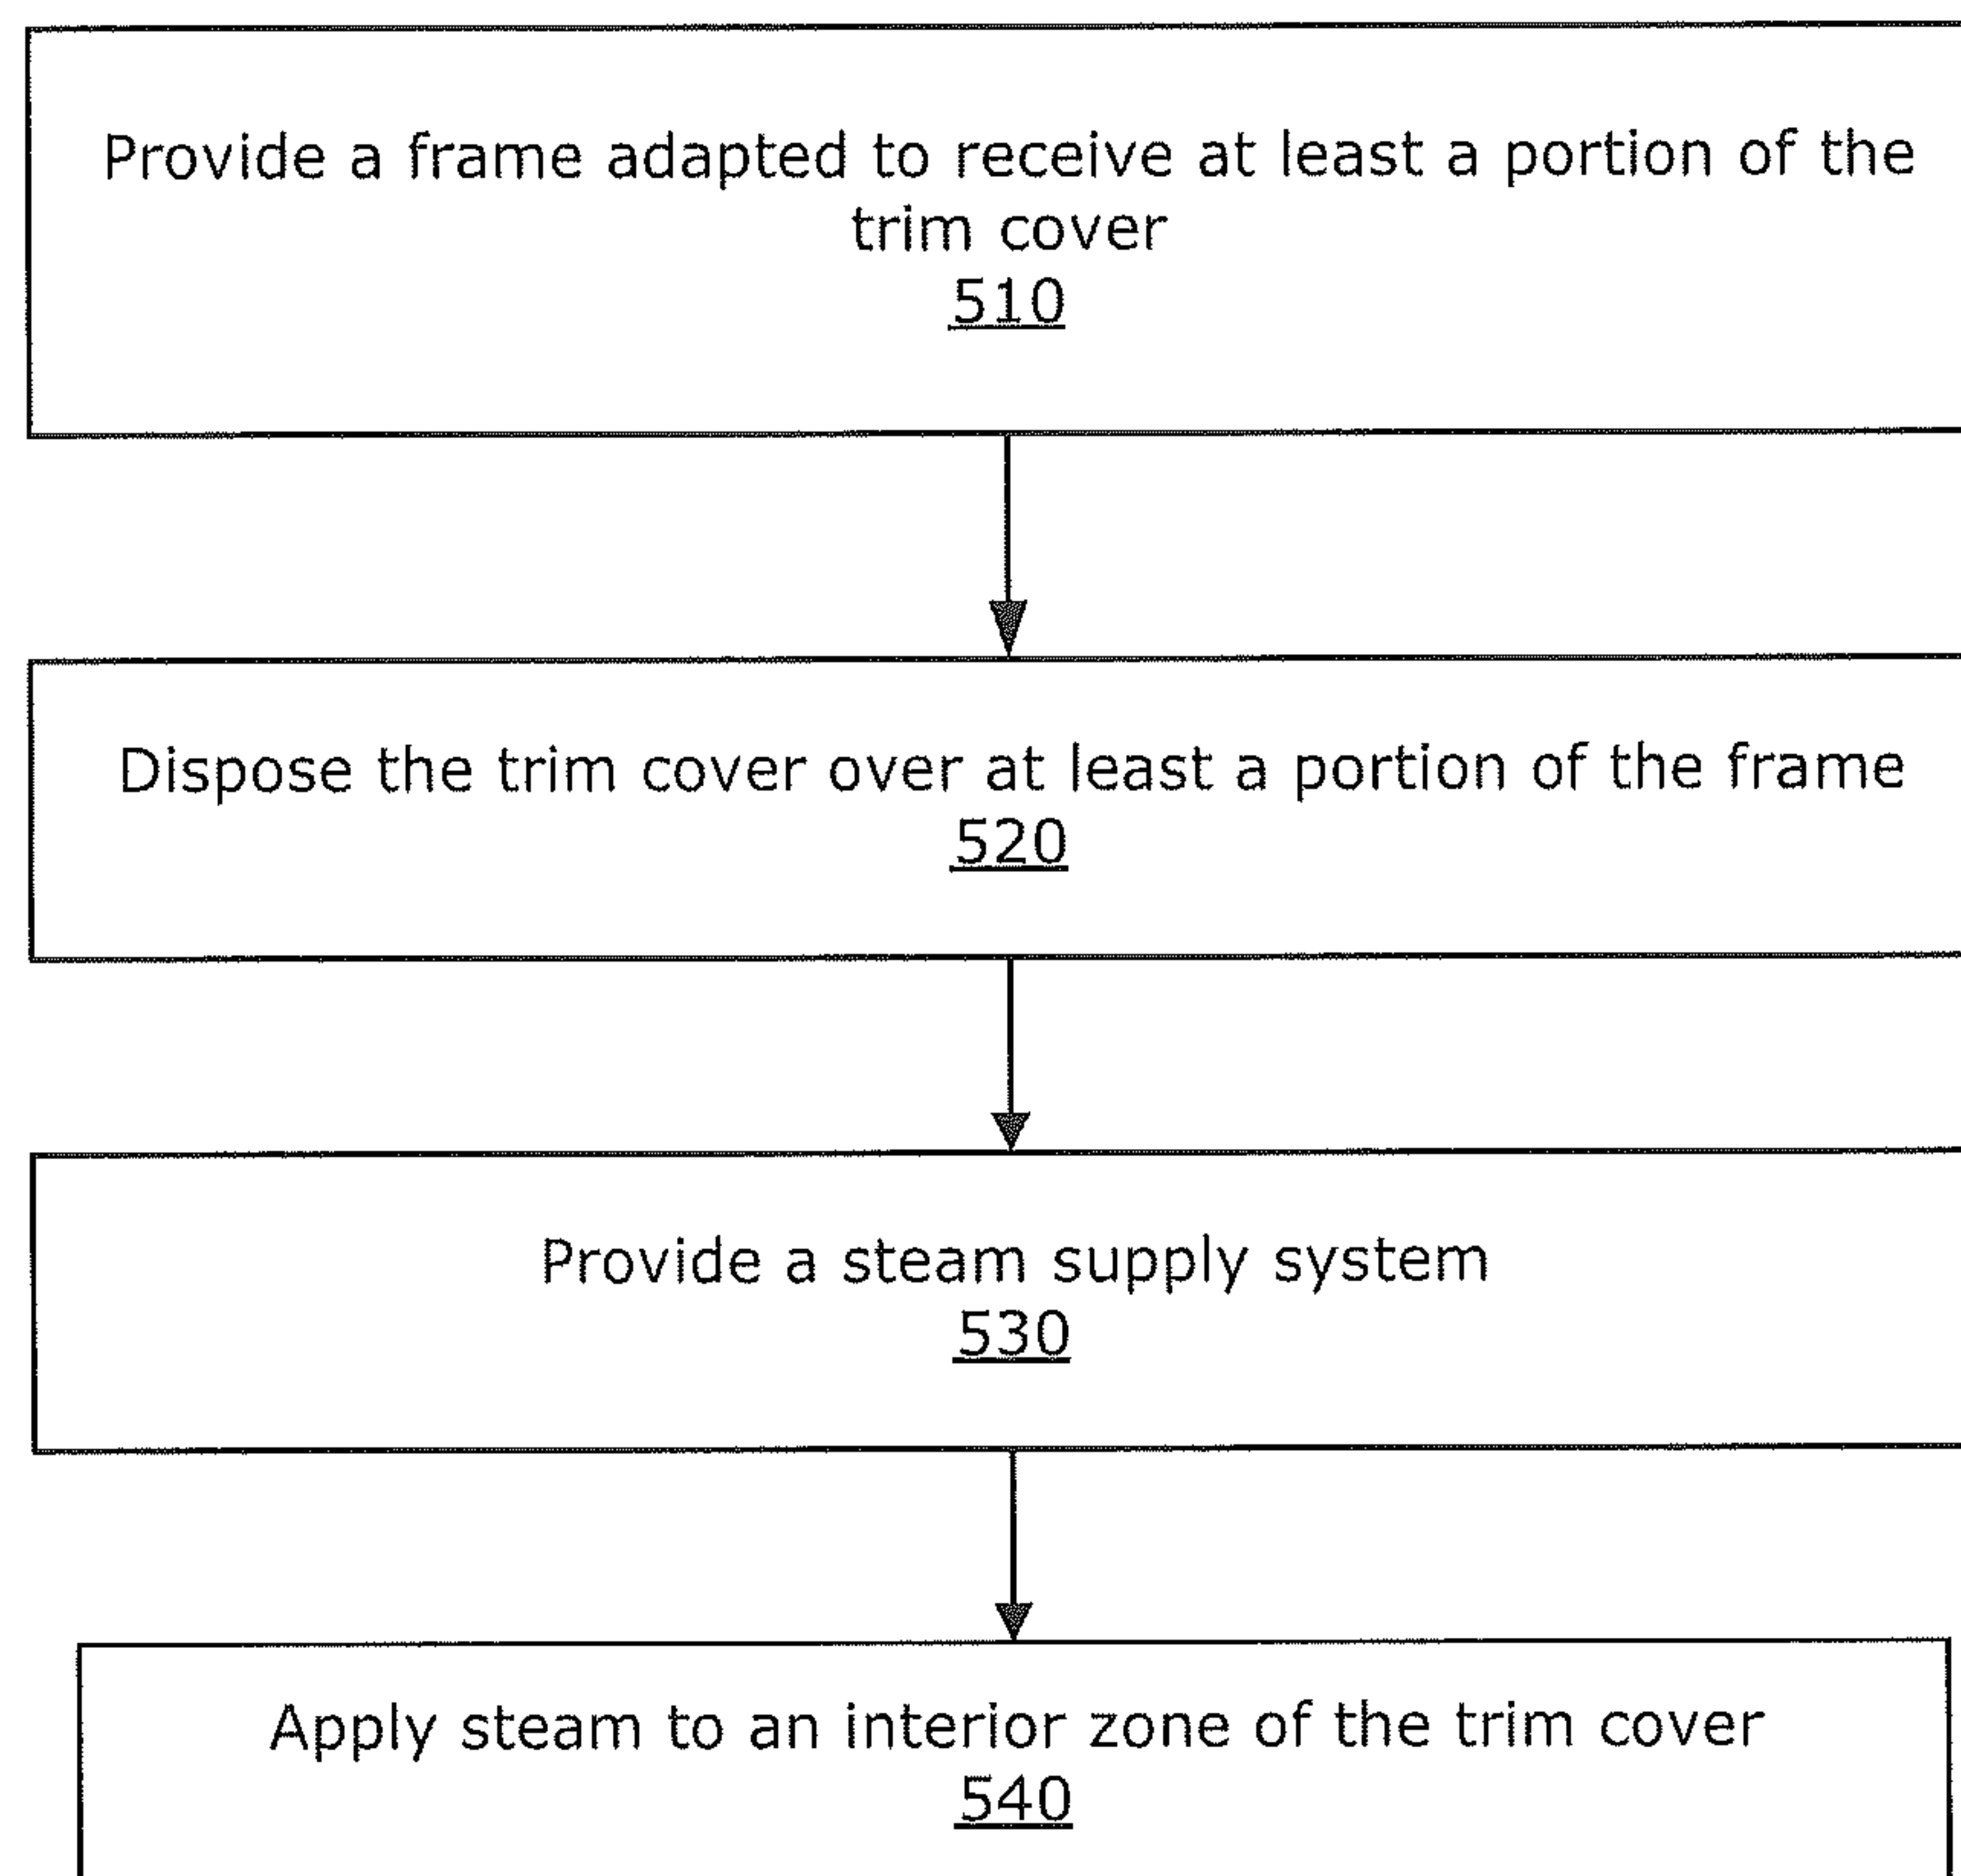 Provide a frame adapted to receive at least a portion of the
trim cover
510
Dispose the trim cover over at least a portion of the frame
520
Provide a steam supply system
530
Apply steam to an interior zone of the trim cover
540